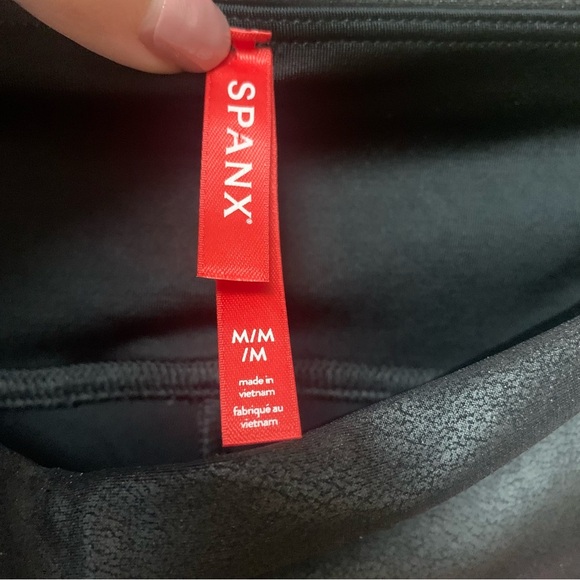 SPANX®
M/M
/M
made in
vietnam
fabriqué au
vietnam